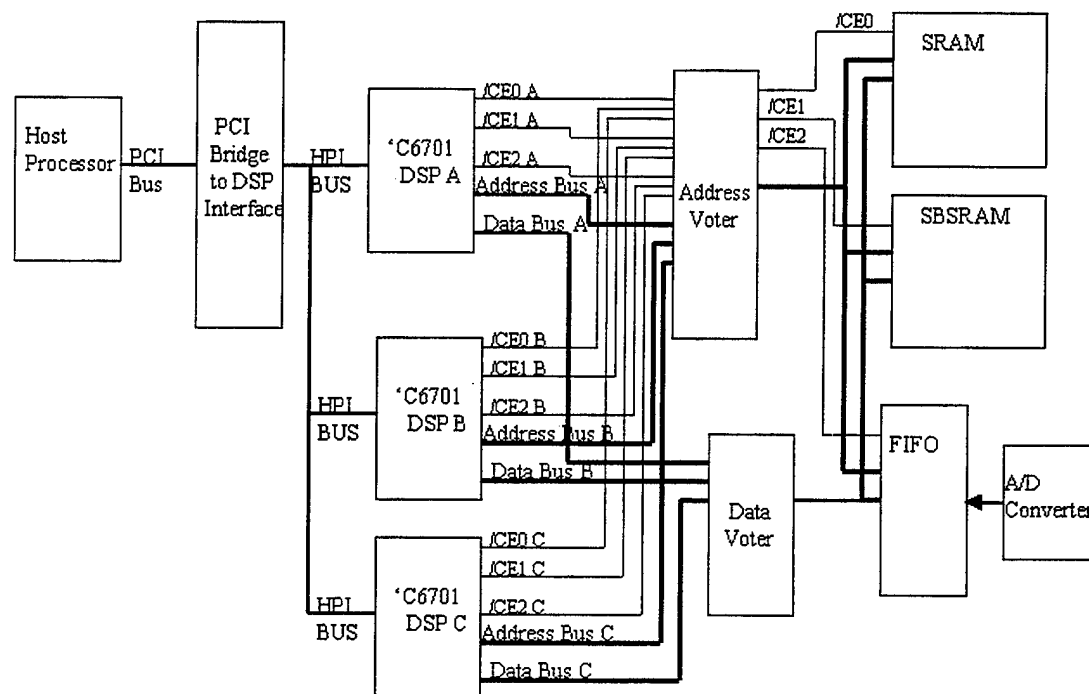 Host
Processor
PCI
Bus
PCI
Bridge
to DSP
Interface
HPI
BUS
‘C6701
DSP A
/CE0 A
/CE1 A
/CE2 A
Address Bus A
Data Bus A
HPI
BUS
‘C6701
DSP B
/CE0 B
/CE1 B
/CE2 B
Address Bus B
Data Bus B
HPI
BUS
‘C6701
DSP C
/CE0 C
/CE1 C
/CE2 C
Address Bus C
Data Bus C
Address
Voter
Data
Voter
/CE0
/CE1
/CE2
SRAM
SBSRAM
FIFO
A/D
Converter